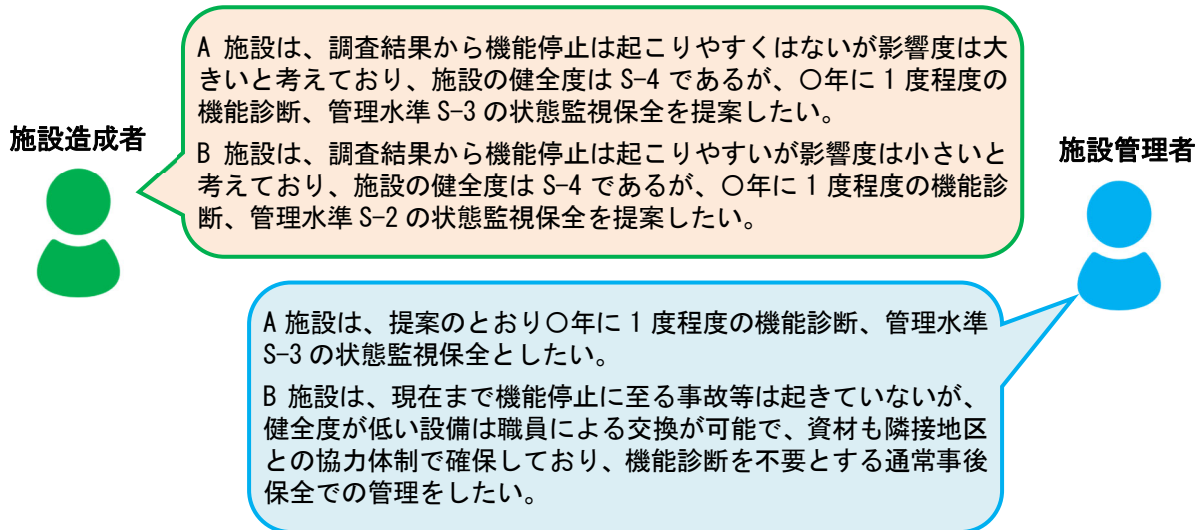 A 施設は、調査結果から機能停止は起こりやすくはないが影響度は大
きいと考えており、施設の健全度は S-4 であるが、〇年に 1 度程度の
機能診断、管理水準 S-3 の状態監視保全を提案したい。
B 施設は、調査結果から機能停止は起こりやすいが影響度は小さいと
考えており、施設の健全度は S-4 であるが、〇年に 1 度程度の機能診
断、管理水準 S-2 の状態監視保全を提案したい。
施設造成者
施設管理者
A 施設は、提案のとおり〇年に 1 度程度の機能診断、管理水準
S-3 の状態監視保全としたい。
B 施設は、現在まで機能停止に至る事故等は起きていないが、
健全度が低い設備は職員による交換が可能で、資材も隣接地区
との協力体制で確保しており、機能診断を不要とする通常事後
保全での管理をしたい。